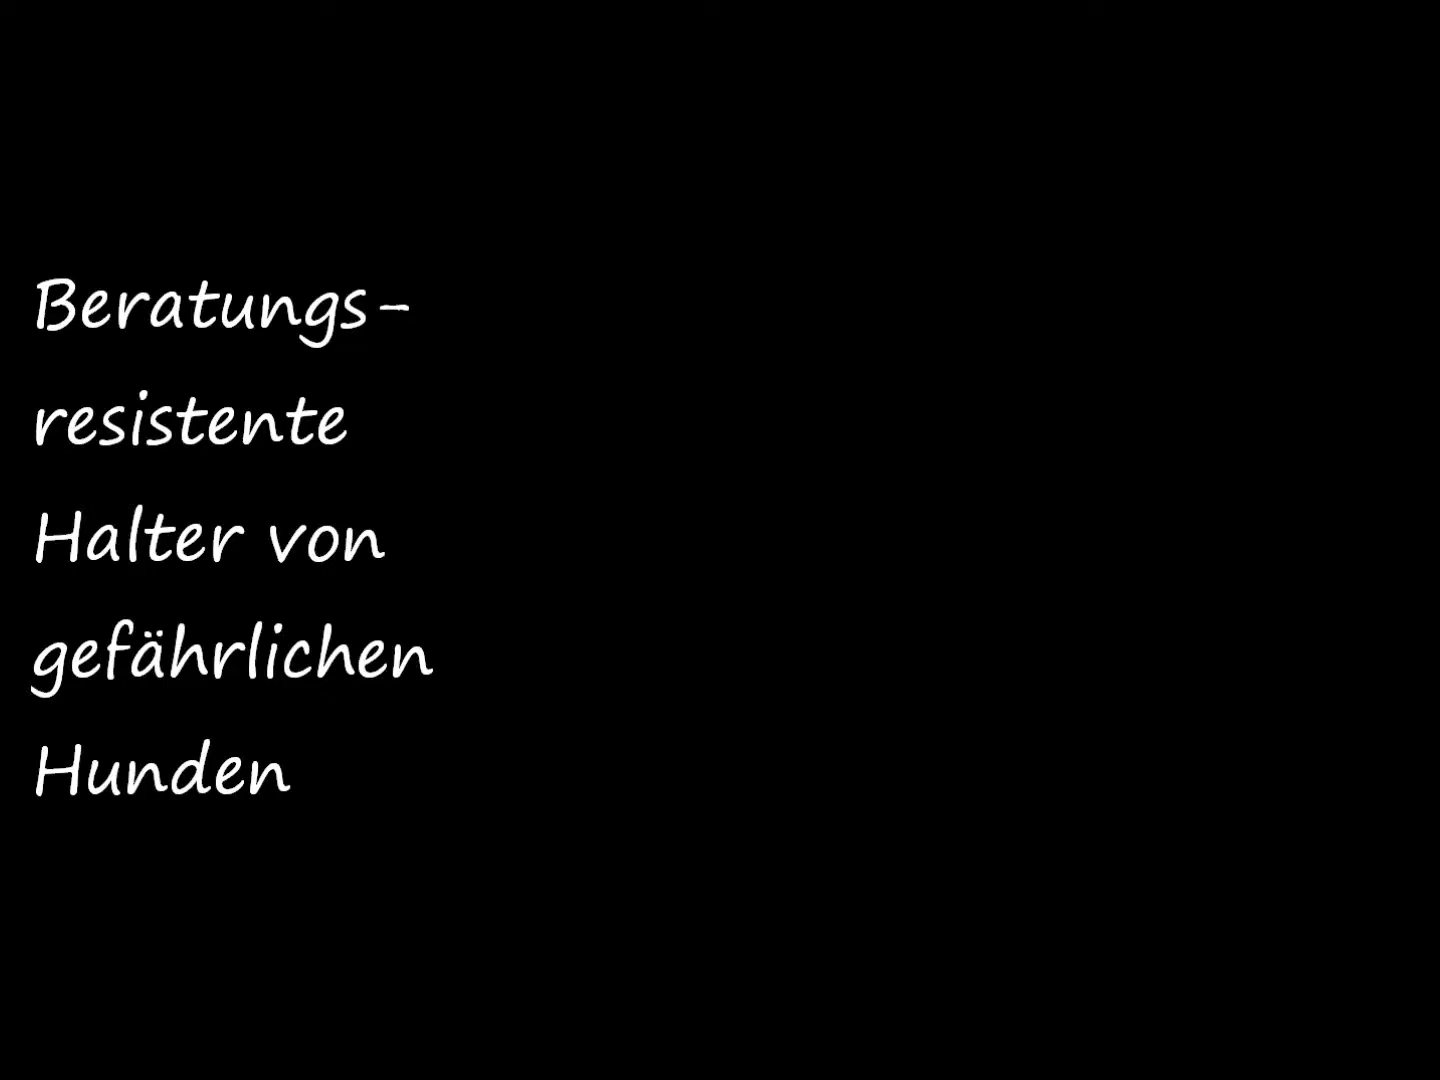 Beratungs-
resistente
Halter von
gefährlichen
Hunden